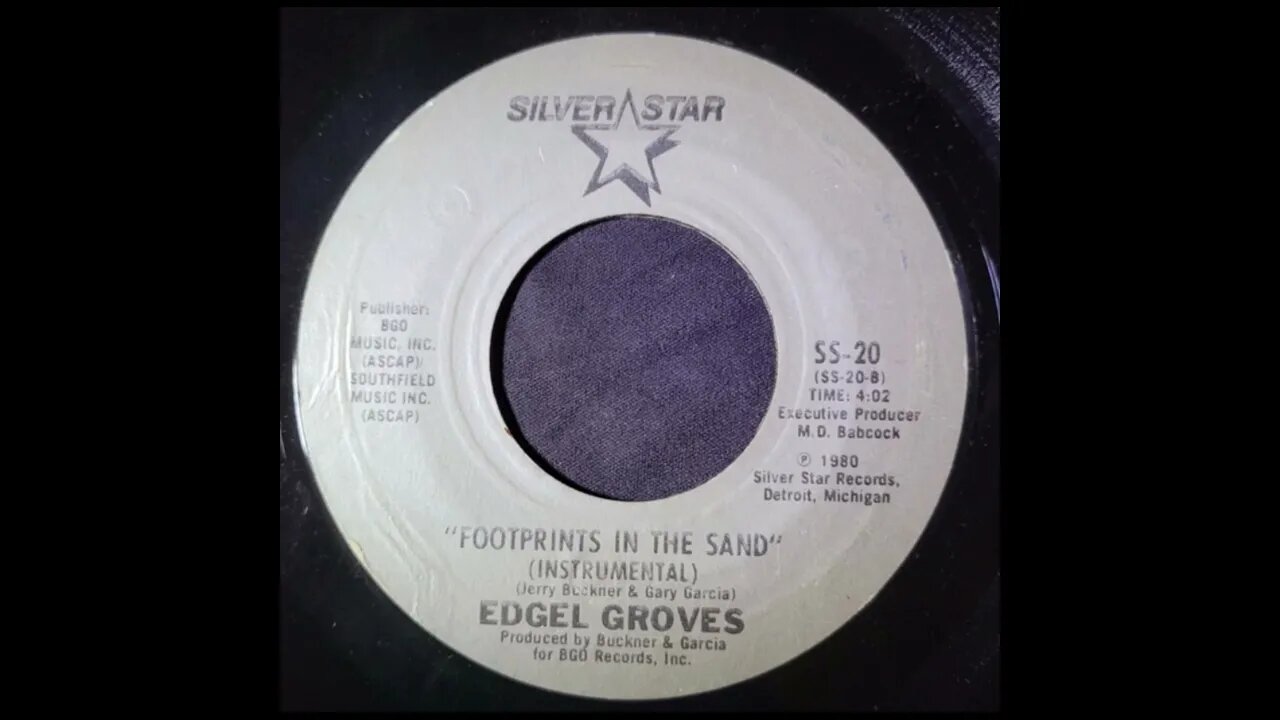 SILVER STAR
Publisher:
BGO
MUSIC, INC.
(ASCAP)/
SOUTHFIELD
MUSIC INC.
(ASCAP)
SS-20
(SS-20-B)
TIME: 4:02
Executive Producer
M.D. Babcock
℗ 1980
Silver Star Records,
Detroit, Michigan
"FOOTPRINTS IN THE SAND"
(INSTRUMENTAL)
(Jerry Buckner & Gary Garcia)
EDGEL GROVES
Produced by Buckner & Garcia
for BGO Records, Inc.